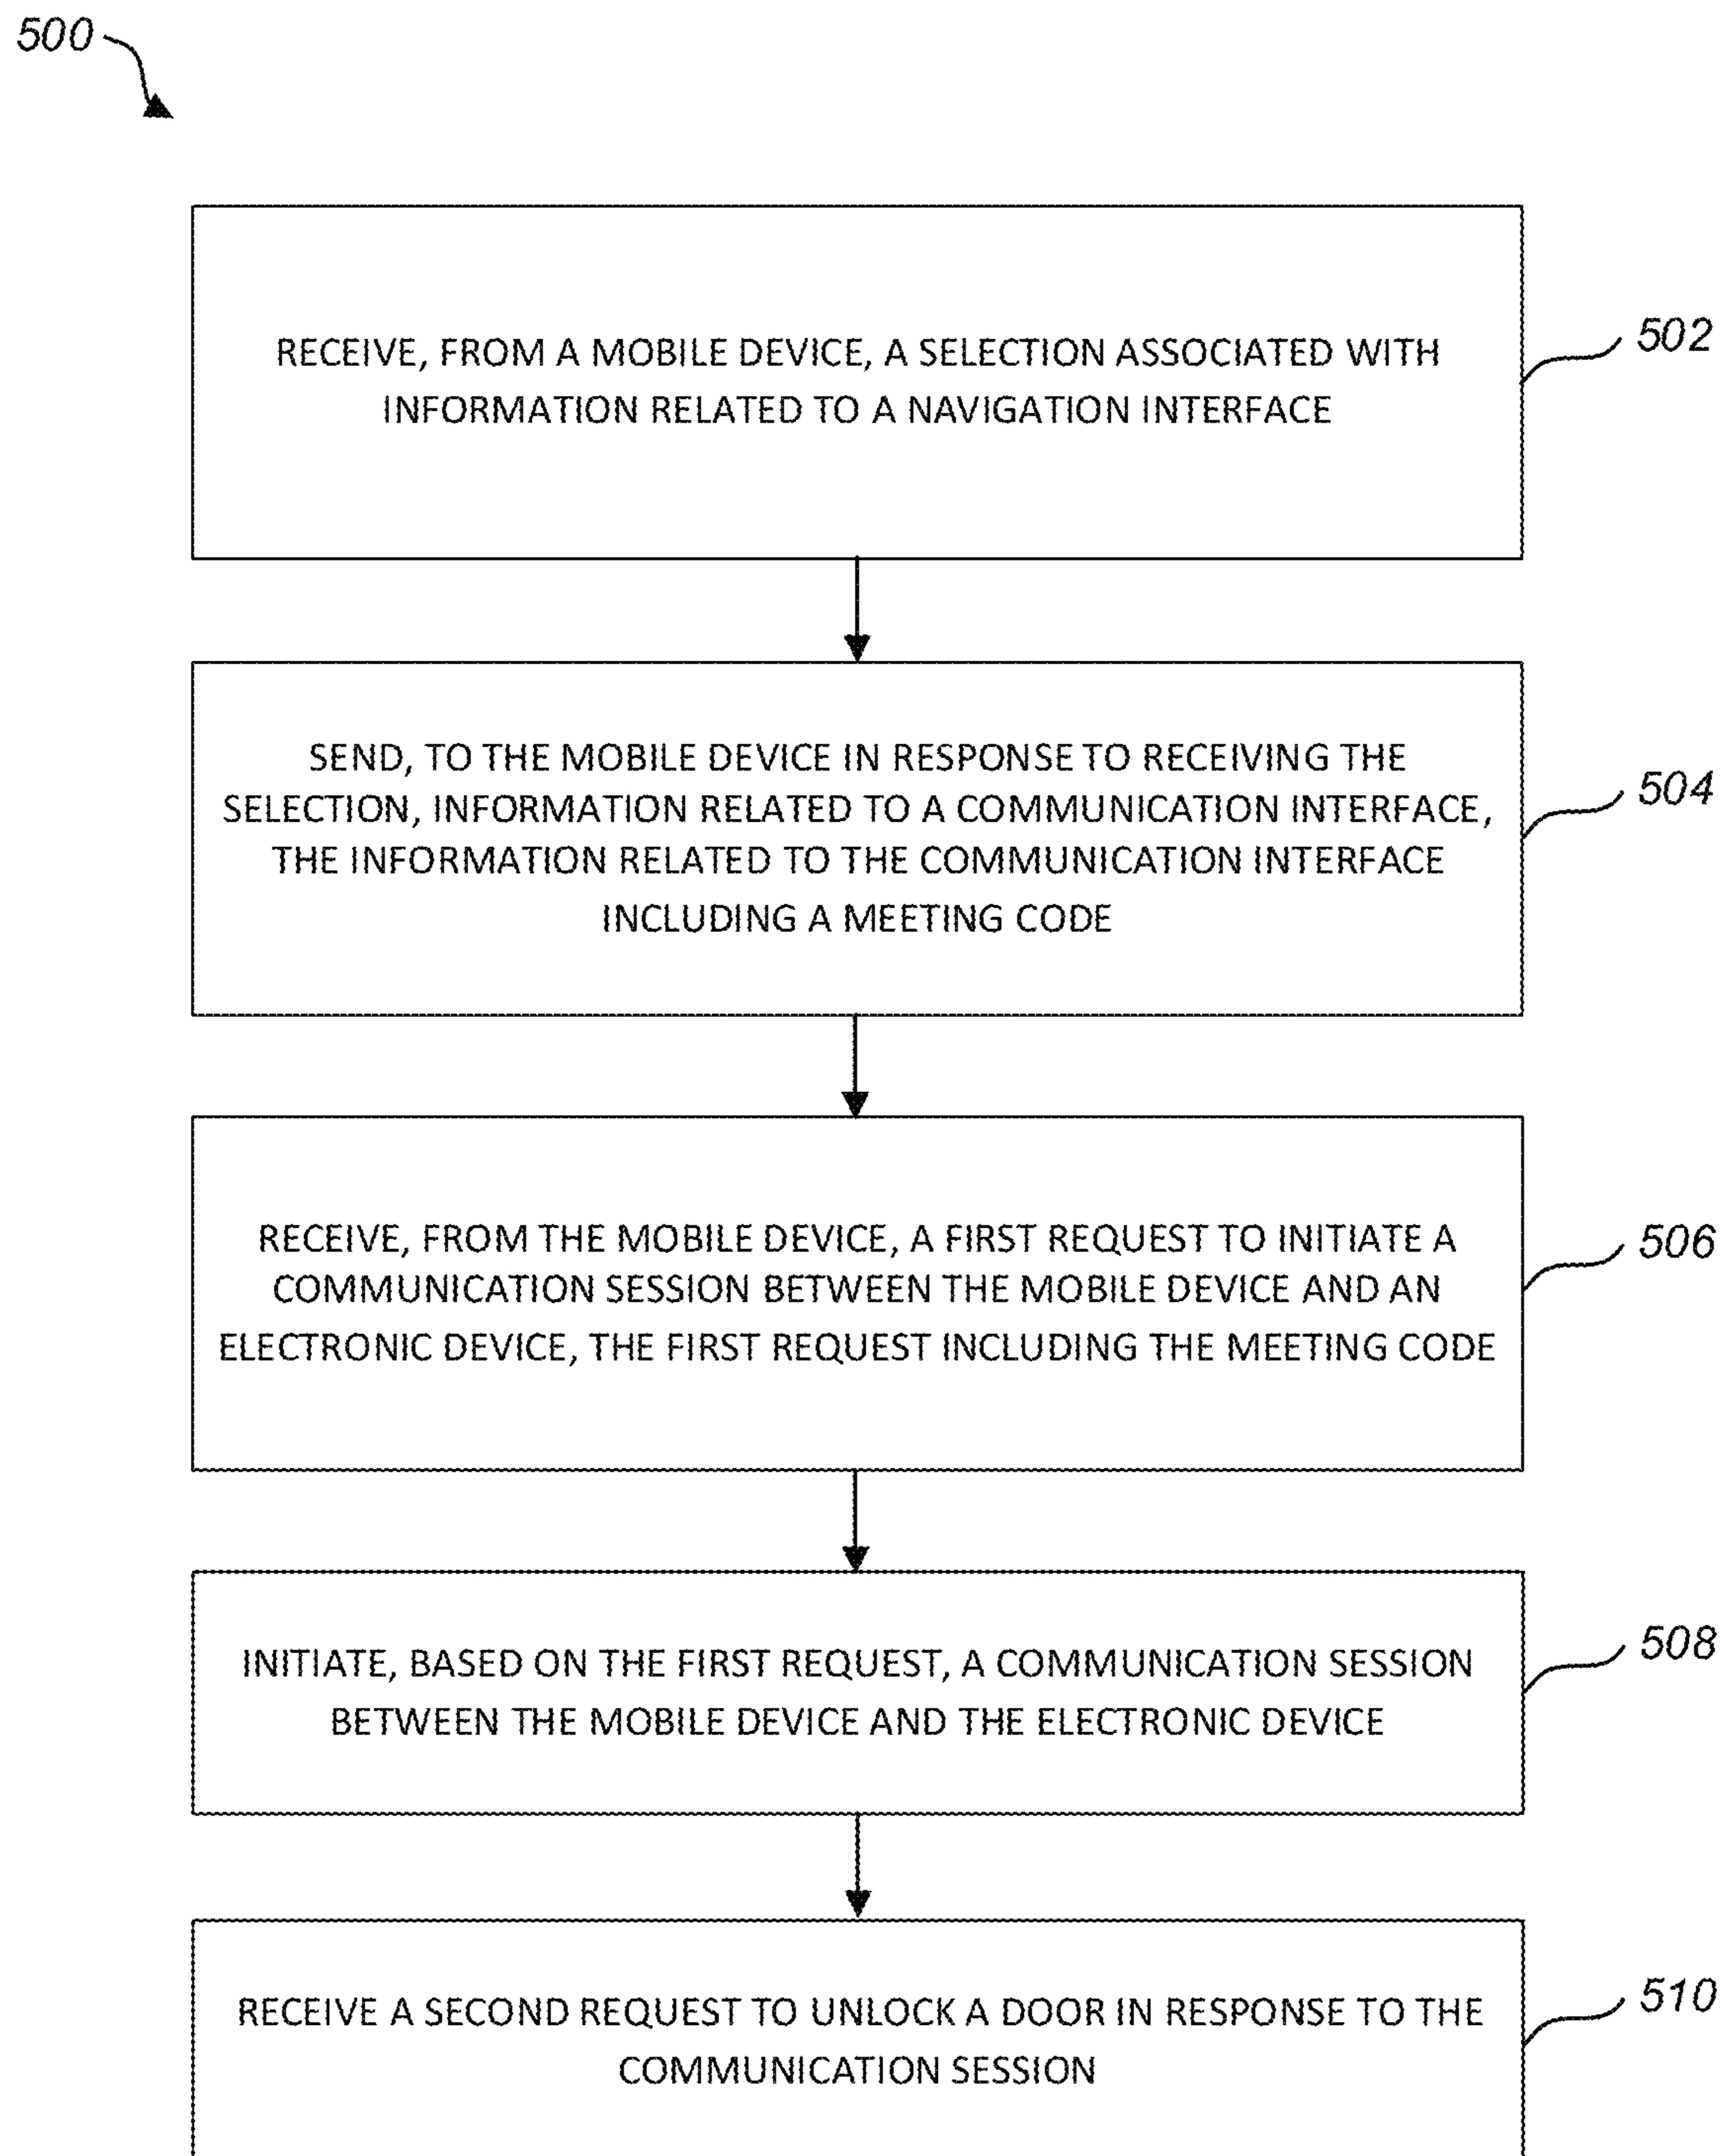 500
RECEIVE, FROM A MOBILE DEVICE, A SELECTION ASSOCIATED WITH
INFORMATION RELATED TO A NAVIGATION INTERFACE
502
SEND, TO THE MOBILE DEVICE IN RESPONSE TO RECEIVING THE
SELECTION, INFORMATION RELATED TO A COMMUNICATION INTERFACE,
THE INFORMATION RELATED TO THE COMMUNICATION INTERFACE
INCLUDING A MEETING CODE
504
RECEIVE, FROM THE MOBILE DEVICE, A FIRST REQUEST TO INITIATE A
COMMUNICATION SESSION BETWEEN THE MOBILE DEVICE AND AN
ELECTRONIC DEVICE, THE FIRST REQUEST INCLUDING THE MEETING CODE
506
INITIATE, BASED ON THE FIRST REQUEST, A COMMUNICATION SESSION
BETWEEN THE MOBILE DEVICE AND THE ELECTRONIC DEVICE
508
RECEIVE A SECOND REQUEST TO UNLOCK A DOOR IN RESPONSE TO THE
COMMUNICATION SESSION
510